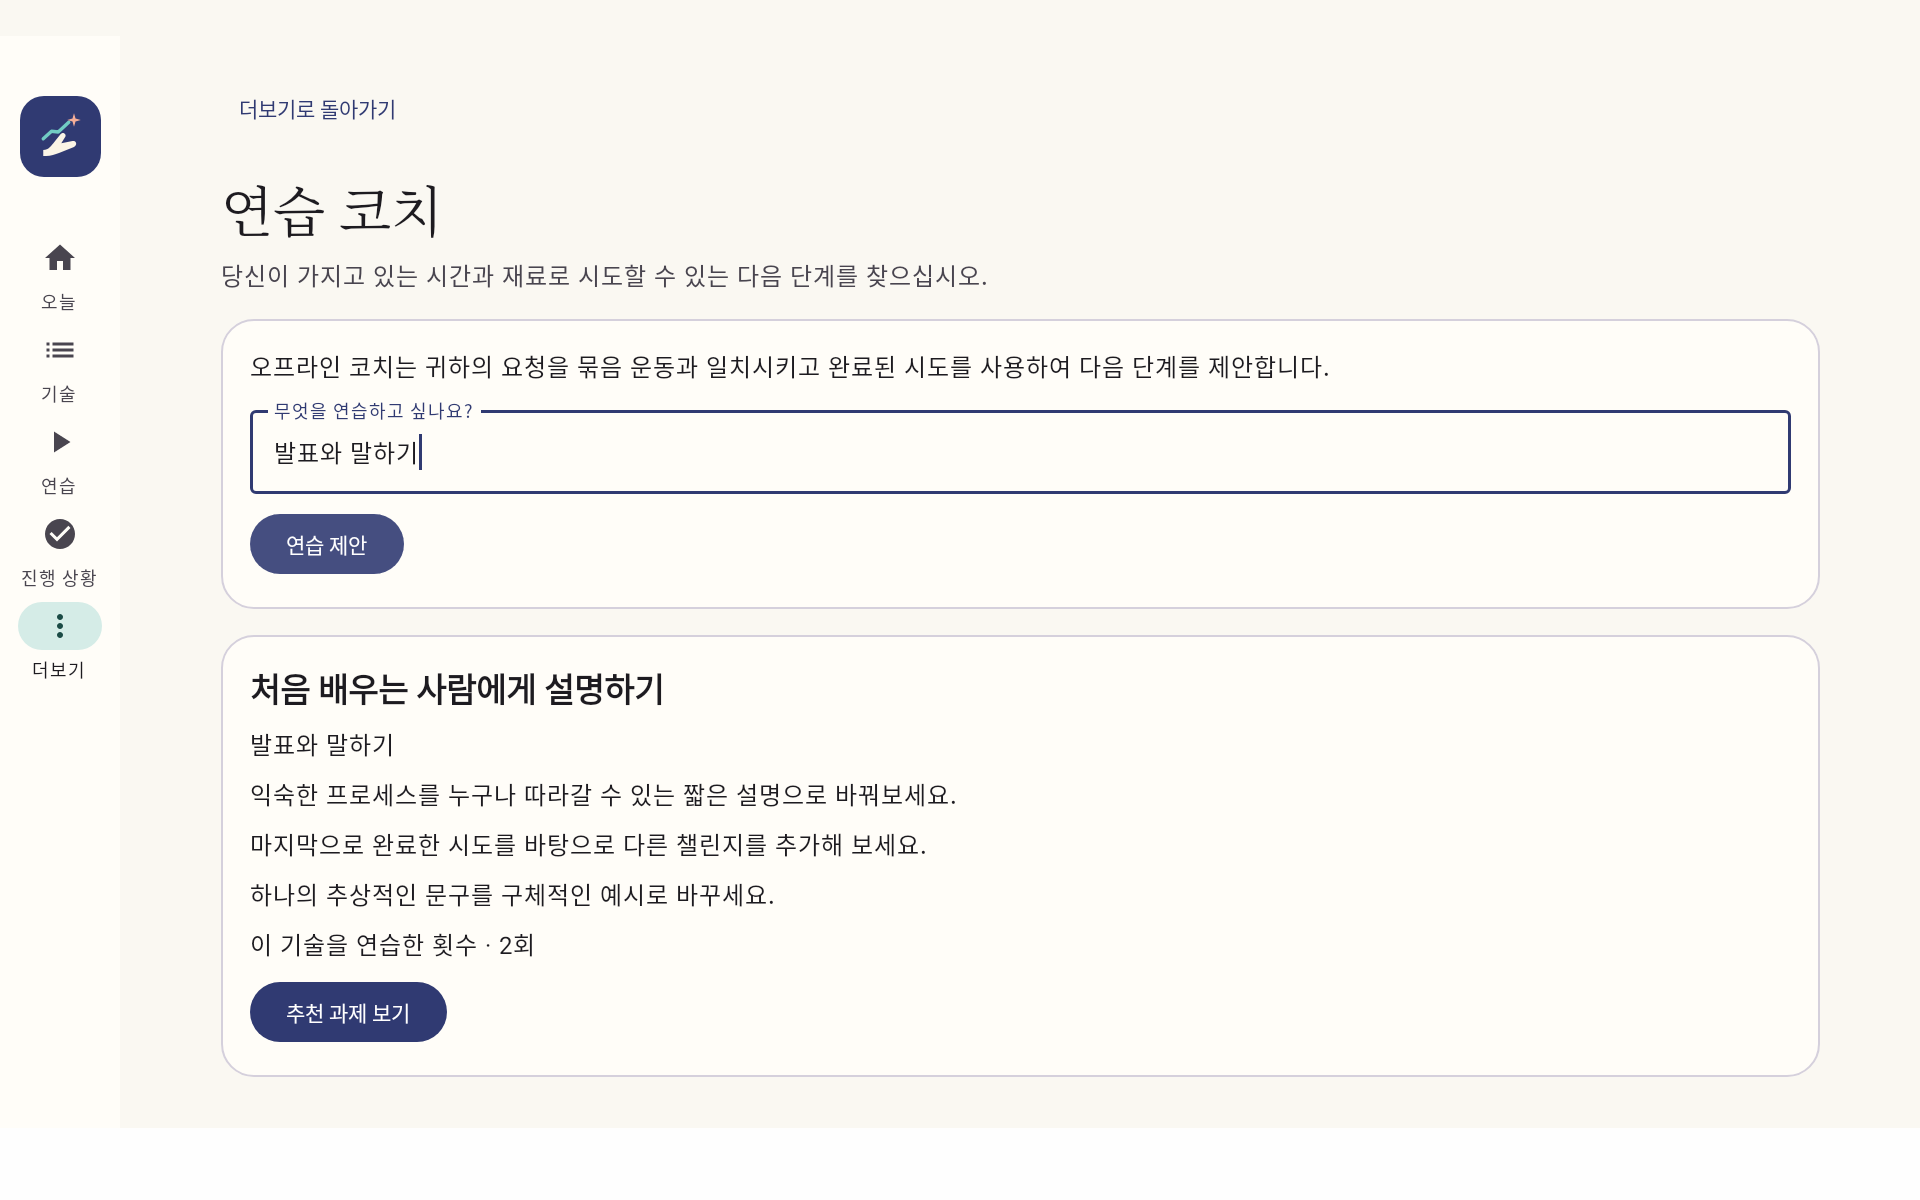 더보기로 돌아가기
연습 코치
당신이 가지고 있는 시간과 재료로 시도할 수 있는 다음 단계를 찾으십시오.
오늘
기술
연습
진행 상황
더보기
오프라인 코치는 귀하의 요청을 묶음 운동과 일치시키고 완료된 시도를 사용하여 다음 단계를 제안합니다.
무엇을 연습하고 싶나요?
발표와 말하기
연습 제안
처음 배우는 사람에게 설명하기
발표와 말하기
익숙한 프로세스를 누구나 따라갈 수 있는 짧은 설명으로 바꿔보세요.
마지막으로 완료한 시도를 바탕으로 다른 챌린지를 추가해 보세요.
하나의 추상적인 문구를 구체적인 예시로 바꾸세요.
이 기술을 연습한 횟수 · 2회
추천 과제 보기